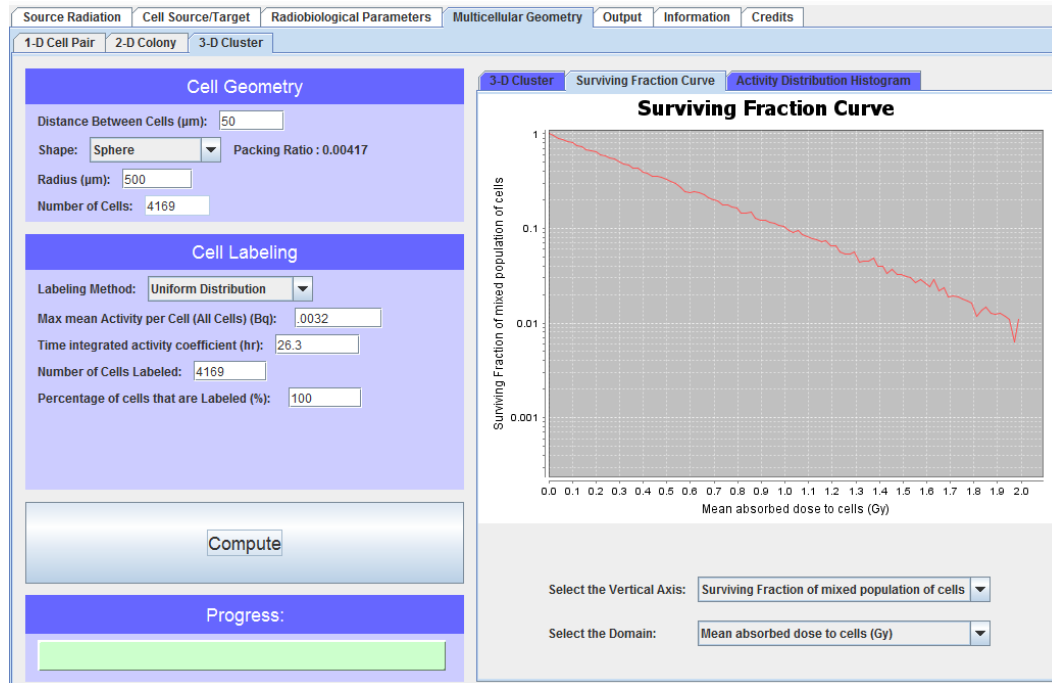 Source Radiation Cell Source/Target Radiobiological Parameters Multicellular Geometry Output Information Credits
1-D Cell Pair 2-D Colony 3-D Cluster
Cell Geometry
Distance Between Cells (µm): 50
Shape: Sphere Packing Ratio : 0.00417
Radius (µm): 500
Number of Cells: 4169
Cell Labeling
Labeling Method: Uniform Distribution
Max mean Activity per Cell (All Cells) (Bq): .0032
Time integrated activity coefficient (hr): 26.3
Number of Cells Labeled: 4169
Percentage of cells that are Labeled (%): 100
Compute
Progress:
3-D Cluster Surviving Fraction Curve Activity Distribution Histogram
Surviving Fraction Curve
Surviving Fraction of mixed population of cells
1
0.1
0.01
0.001
0.0 0.1 0.2 0.3 0.4 0.5 0.6 0.7 0.8 0.9 1.0 1.1 1.2 1.3 1.4 1.5 1.6 1.7 1.8 1.9 2.0
Mean absorbed dose to cells (Gy)
Select the Vertical Axis: Surviving Fraction of mixed population of cells
Select the Domain: Mean absorbed dose to cells (Gy)